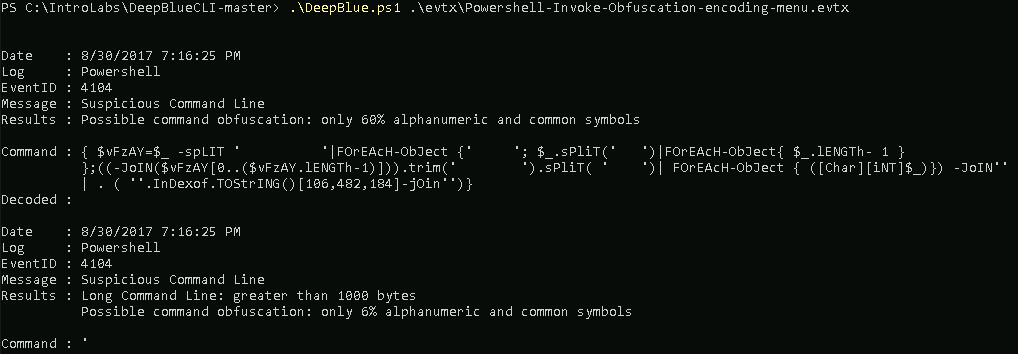 PS C:\IntroLabs\DeepBlueCLI-master> .\DeepBlue.ps1 .\evtx\Powershell-Invoke-Obfuscation-encoding-menu.evtx
Date    : 8/30/2017 7:16:25 PM
Log     : Powershell
EventID : 4104
Message : Suspicious Command Line
Results : Possible command obfuscation: only 60% alphanumeric and common symbols
Command : { $vFzAY=$_ -spLIT '          '|FOrEAcH-ObJect {'     '; $_.sPliT('   ')|FOrEAcH-ObJect{ $_.lENGTh- 1 }
          };((-JoIN($vFzAY[0..($vFzAY.lENGTh-1)])).trim('         ').sPLiT( '     ')| FOrEAcH-ObJect { ([Char][iNT]$_)}) -JoIN''
          | . ( ''.InDexof.TOStrING()[106,482,184]-jOin'')}
Decoded :
Date    : 8/30/2017 7:16:25 PM
Log     : Powershell
EventID : 4104
Message : Suspicious Command Line
Results : Long Command Line: greater than 1000 bytes
          Possible command obfuscation: only 6% alphanumeric and common symbols
Command : '